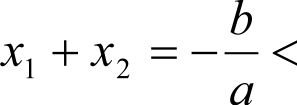 x₁ + x₂ = -b/a <